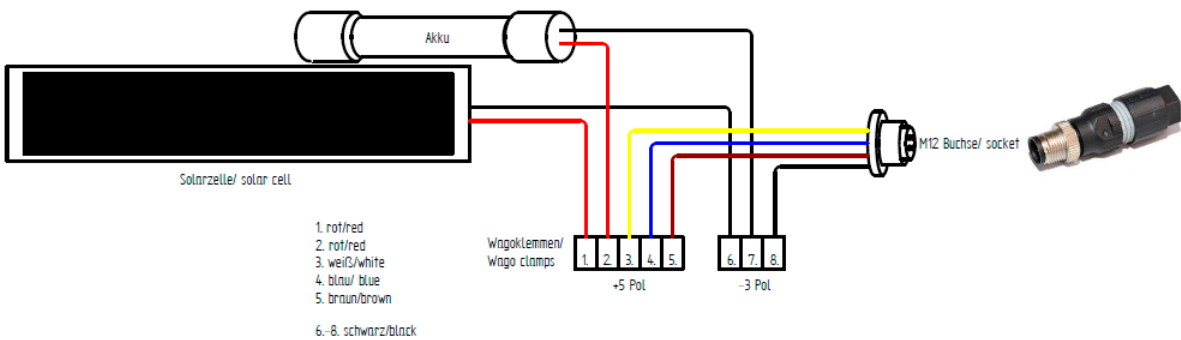 Akku
M12 Buchse/ socket
Solarzelle/ solar cell
1. rot/red
2. rot/red
3. weiß/white
4. blau/ blue
5. braun/brown
6.-8. schwarz/black
Wagoklemmen/
Wago clamps
1. 2. 3. 4. 5.
6. 7. 8.
+5 Pol
-3 Pol